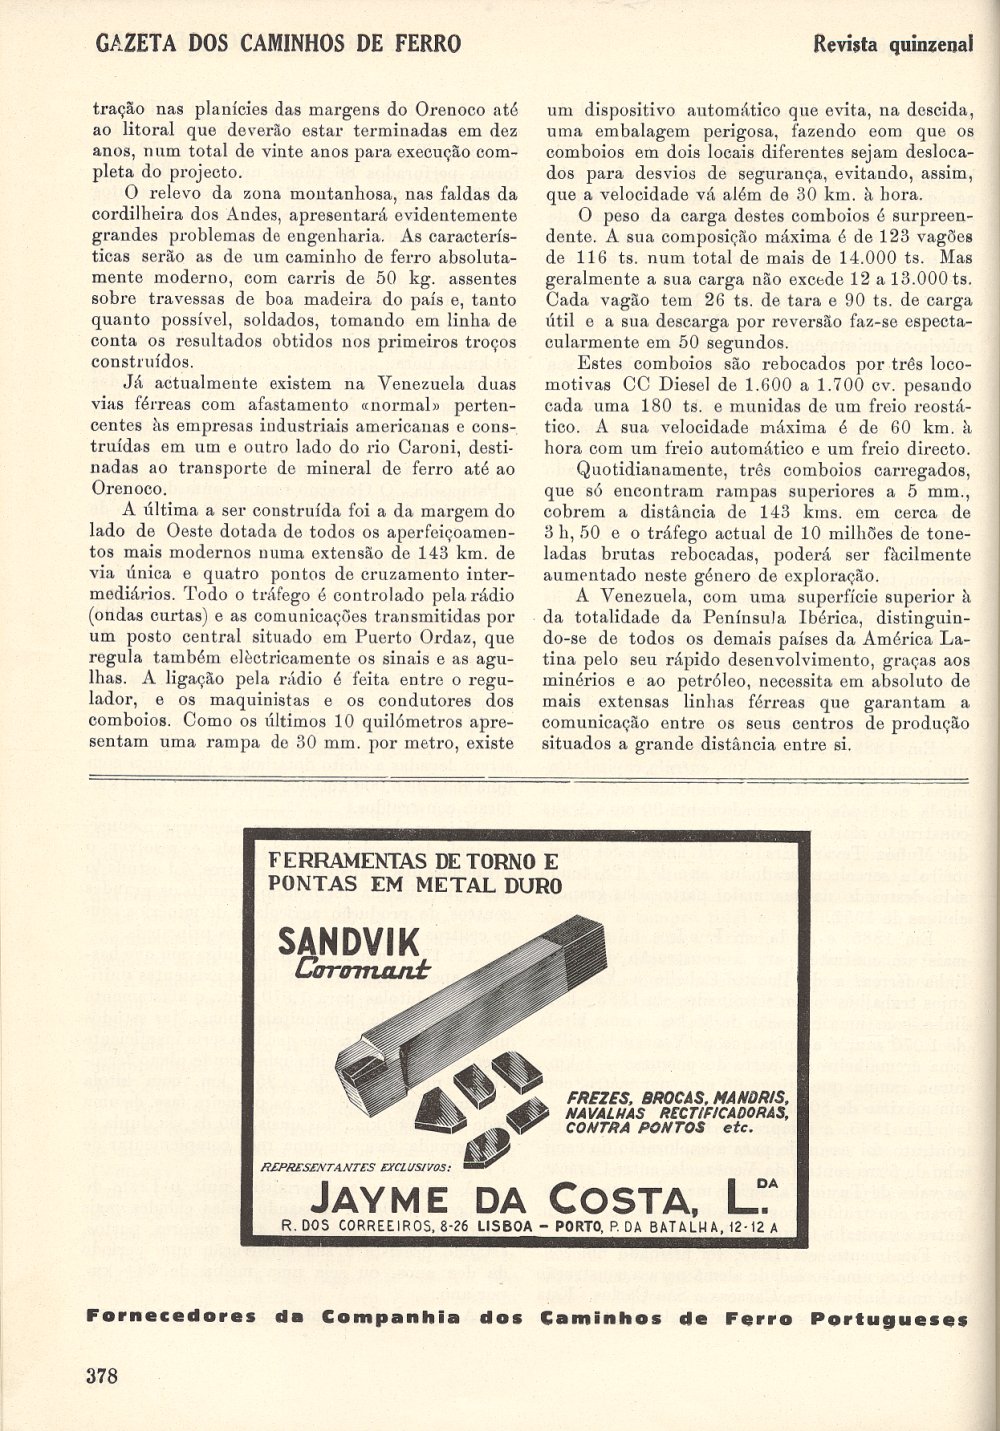 GAZETA DOS CAMINHOS DE FERRO
Revista quinzenal
tração nas planícies das margens do Orenoco até
ao litoral que deverão estar terminadas em dez
anos, num total de vinte anos para execução com-
pleta do projecto.
O relevo da zona montanhosa, nas faldas da
cordilheira dos Andes, apresentará evidentemente
grandes problemas de engenharia. As caracterís-
ticas serão as de um caminho de ferro absoluta-
mente moderno, com carris de 50 kg. assentes
sobre travessas de boa madeira do país e, tanto
quanto possível, soldados, tomando em linha de
conta os resultados obtidos nos primeiros troços
construídos.
Já actualmente existem na Venezuela duas
vias férreas com afastamento «normal» perten-
centes às empresas industriais americanas e cons-
truídas em um e outro lado do rio Caroni, desti-
nadas ao transporte de mineral de ferro até ao
Orenoco.
A última a ser construída foi a da margem do
lado de Oeste dotada de todos os aperfeiçoamen-
tos mais modernos numa extensão de 143 km. de
via única e quatro pontos de cruzamento inter-
mediários. Todo o tráfego é controlado pela rádio
(ondas curtas) e as comunicações transmitidas por
um posto central situado em Puerto Ordaz, que
regula também elèctricamente os sinais e as agu-
lhas. A ligação pela rádio é feita entre o regu-
lador, e os maquinistas e os condutores dos
comboios. Como os últimos 10 quilómetros apre-
sentam uma rampa de 30 mm. por metro, existe
um dispositivo automático que evita, na descida,
uma embalagem perigosa, fazendo eom que os
comboios em dois locais diferentes sejam desloca-
dos para desvios de segurança, evitando, assim,
que a velocidade vá além de 30 km. à hora.
O peso da carga destes comboios é surpreen-
dente. A sua composição máxima é de 123 vagões
de 116 ts. num total de mais de 14.000 ts. Mas
geralmente a sua carga não excede 12 a 13.000 ts.
Cada vagão tem 26 ts. de tara e 90 ts. de carga
útil e a sua descarga por reversão faz-se especta-
cularmente em 50 segundos.
Estes comboios são rebocados por três loco-
motivas CC Diesel de 1.600 a 1.700 cv. pesando
cada uma 180 ts. e munidas de um freio reostá-
tico. A sua velocidade máxima é de 60 km. à
hora com um freio automático e um freio directo.
Quotidianamente, três comboios carregados,
que só encontram rampas superiores a 5 mm.,
cobrem a distância de 143 kms. em cerca de
3 h, 50 e o tráfego actual de 10 milhões de tone-
ladas brutas rebocadas, poderá ser fàcilmente
aumentado neste género de exploração.
A Venezuela, com uma superfície superior à
da totalidade da Península Ibérica, distinguin-
do-se de todos os demais países da América La-
tina pelo seu rápido desenvolvimento, graças aos
minérios e ao petróleo, necessita em absoluto de
mais extensas linhas férreas que garantam a
comunicação entre os seus centros de produção
situados a grande distância entre si.
FERRAMENTAS DE TORNO E
PONTAS EM METAL DURO
SANDVIK
Coromant
FREZES, BROCAS, MANDRIS,
NAVALHAS RECTIFICADORAS,
CONTRA PONTOS etc.
REPRESENTANTES EXCLUSIVOS:
JAYME DA COSTA, L.DA
R. DOS CORREEIROS, 8-26 LISBOA - PORTO, P. DA BATALHA, 12-12 A
Fornecedores da Companhia dos Caminhos de Ferro Portugueses
378